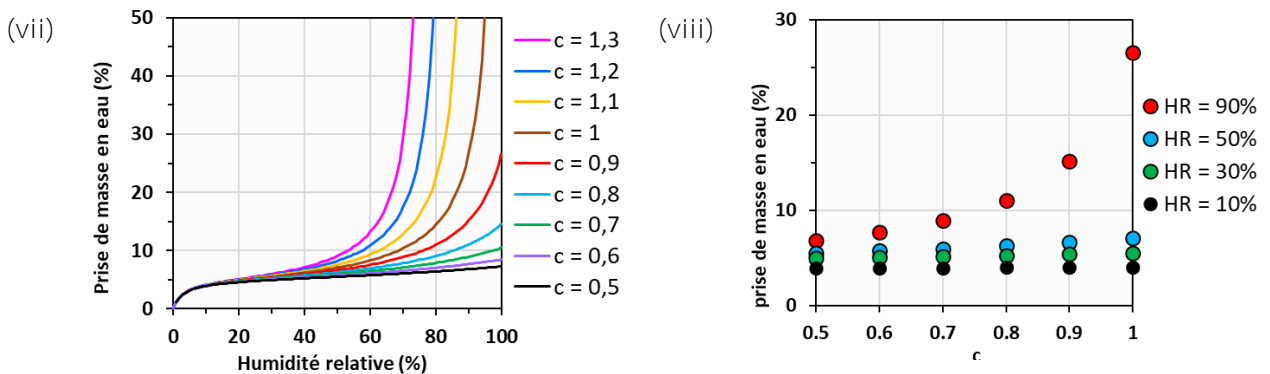 (vii)
Prise de masse en eau (%)
50
40
30
20
10
0
0 20 40 60 80 100
Humidité relative (%)
c = 1,3
c = 1,2
c = 1,1
c = 1
c = 0,9
c = 0,8
c = 0,7
c = 0,6
c = 0,5
(viii)
prise de masse en eau (%)
30
20
10
0
0.5 0.6 0.7 0.8 0.9 1
c
HR = 90%
HR = 50%
HR = 30%
HR = 10%